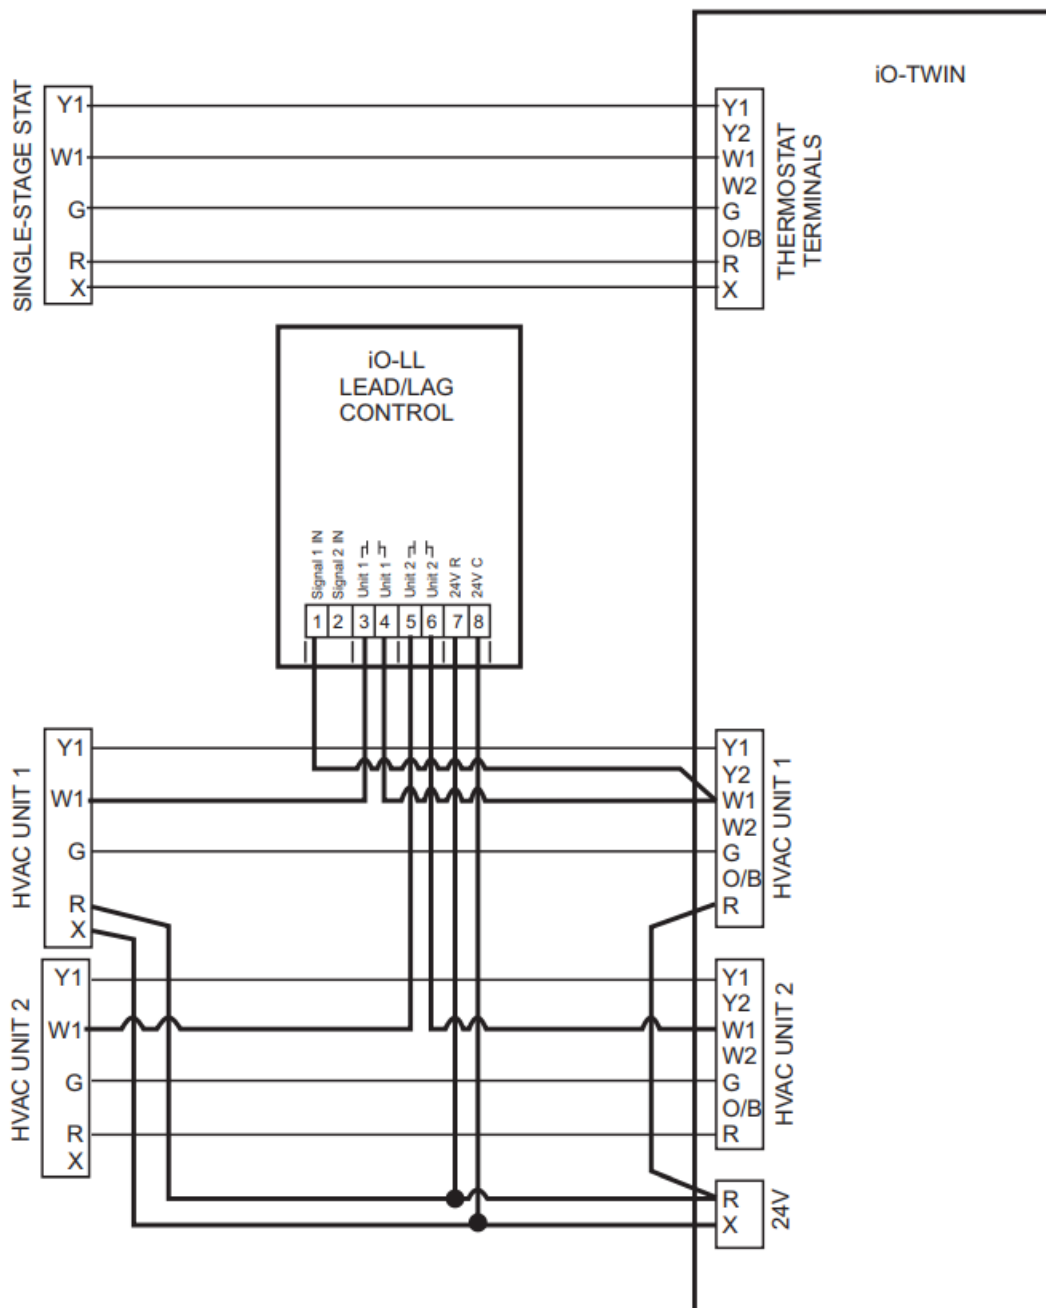 iO-TWIN
SINGLE-STAGE STAT
Y1
W1
G
R
X
Y1
Y2
W1
W2
G
O/B
R
X
THERMOSTAT
TERMINALS
iO-LL
LEAD/LAG
CONTROL
Signal 1 IN
Signal 2 IN
Unit 1
Unit 1
Unit 2
Unit 2
24V R
24V C
1 2 3 4 5 6 7 8
HVAC UNIT 1
Y1
W1
G
R
X
Y1
Y2
W1
W2
G
O/B
R
HVAC UNIT 1
HVAC UNIT 2
Y1
W1
G
R
X
Y1
Y2
W1
W2
G
O/B
R
HVAC UNIT 2
R
X
24V